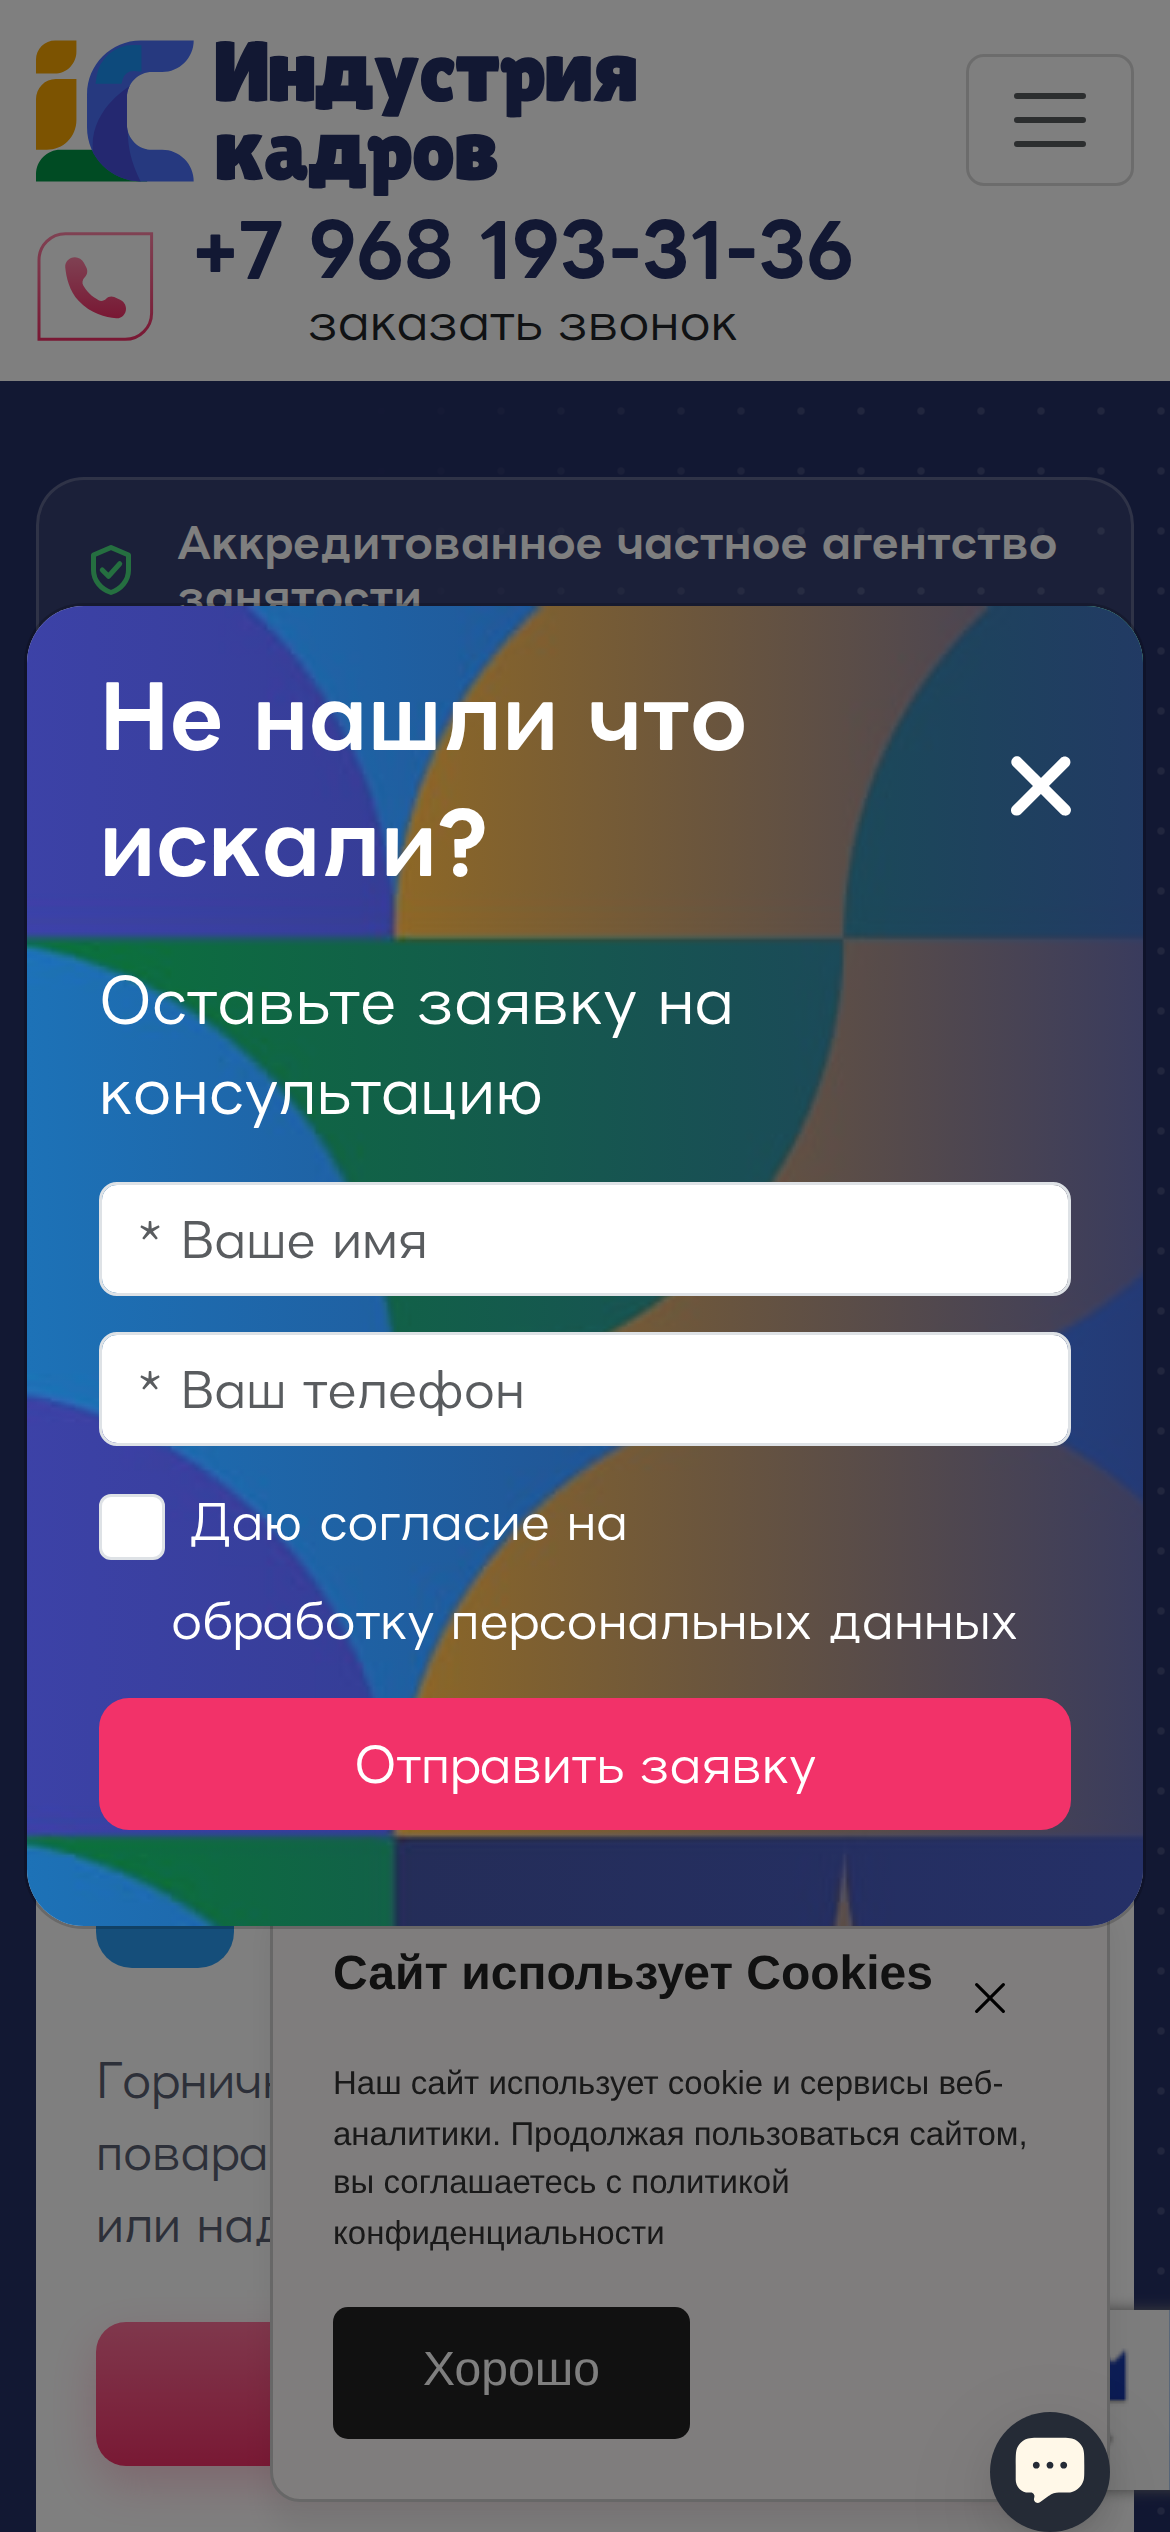 Индустрия
кадров
+7 968 193-31-36
заказать звонок
Аккредитованное частное агентство
занятости
Не нашли что
искали?
Оставьте заявку на
консультацию
* Ваше имя
* Ваш телефон
Даю согласие на
обработку персональных данных
Отправить заявку
Сайт использует Cookies
Наш сайт использует cookie и сервисы веб-
аналитики. Продолжая пользоваться сайтом,
вы соглашаетесь с политикой
конфиденциальности
повара
или
Хорошо